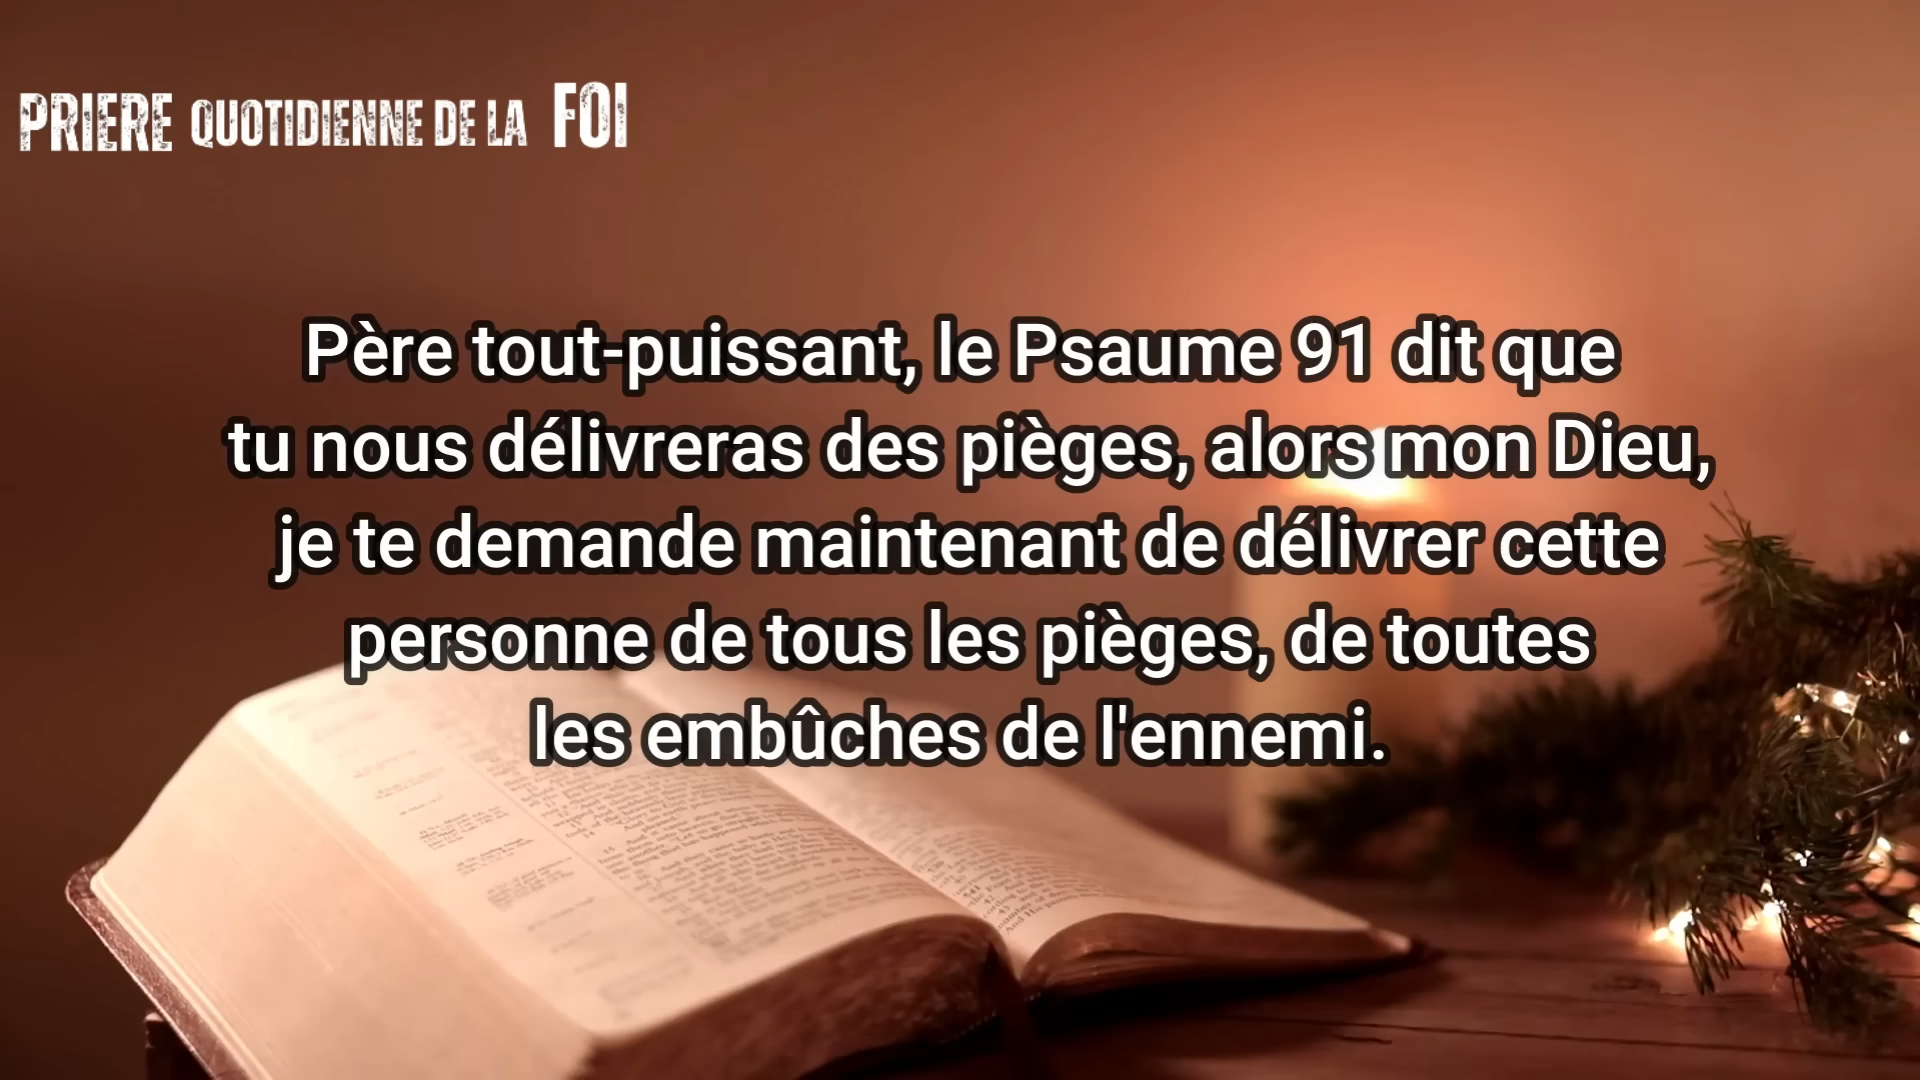 PRIERE QUOTIDIENNE DE LA FOI
Père tout-puissant, le Psaume 91 dit que
tu nous délivreras des pièges, alors mon Dieu,
je te demande maintenant de délivrer cette
personne de tous les pièges, de toutes
les embûches de l'ennemi.